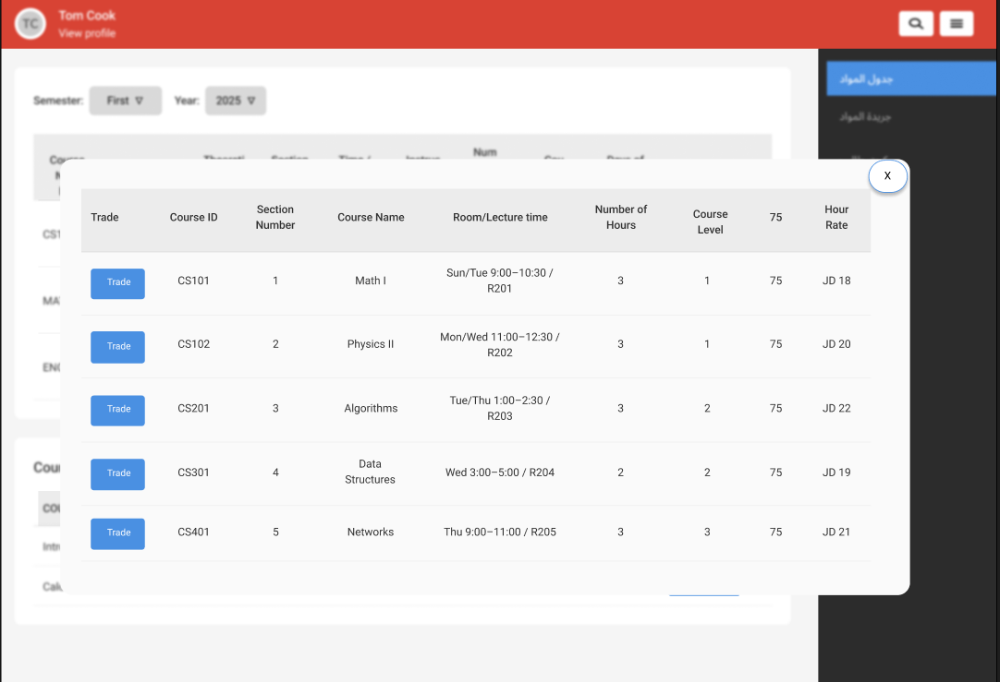 TC
Tom Cook
View profile
جدول المواد
جريدة المواد
Semester: First Year: 2025
Num
X
Trade Course ID Section Number Course Name Room/Lecture time Number of Hours Course Level 75 Hour Rate
Trade CS101 1 Math I Sun/Tue 9:00–10:30 / R201 3 1 75 JD 18
Trade CS102 2 Physics II Mon/Wed 11:00–12:30 / R202 3 1 75 JD 20
Trade CS201 3 Algorithms Tue/Thu 1:00–2:30 / R203 3 2 75 JD 22
Trade CS301 4 Data Structures Wed 3:00–5:00 / R204 2 2 75 JD 19
Trade CS401 5 Networks Thu 9:00–11:00 / R205 3 3 75 JD 21